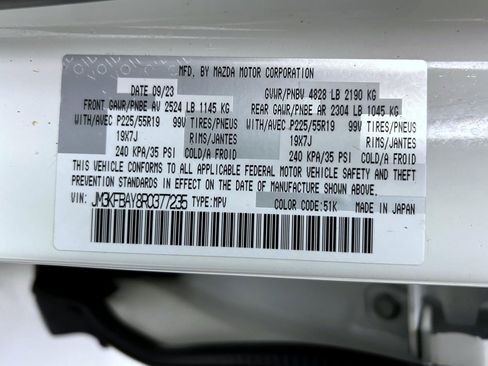 MFD. BY MAZDA MOTOR CORPORATION
DATE 09/23 GVWR/PNBV 4828 LB 2190 KG
FRONT GAWR/PNBE AV 2524 LB 1145 KG REAR GAWR/PNBE AR 2304 LB 1045 KG
WITH/AVEC P225/55R19 99V TIRES/PNEUS WITH/AVEC P225/55R19 99V TIRES/PNEUS
19X7J RIMS/JANTES 19X7J RIMS/JANTES
240 KPA/35 PSI COLD/A FROID 240 KPA/35 PSI COLD/A FROID
THIS VEHICLE CONFORMS TO ALL APPLICABLE FEDERAL MOTOR VEHICLE SAFETY AND THEFT
PREVENTION STANDARDS IN EFFECT ON THE DATE OF MANUFACTURE SHOWN ABOVE.
VIN: JM3KFBAY8R0377235 TYPE:MPV COLOR CODE: 51K MADE IN JAPAN